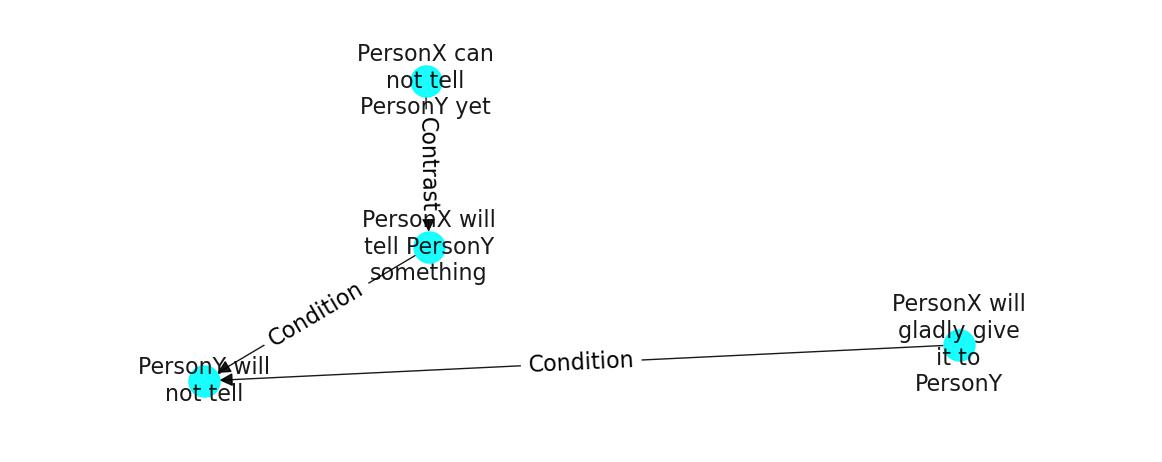 PersonX can
not tell
PersonY yet
Contrast
PersonX will
tell PersonY
something
Condition
PersonX will
gladly give
it to
PersonY
Condition
PersonY will
not tell